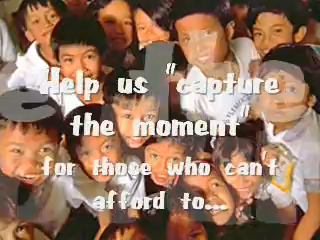 Help us "capture
the moment"
for those who can't
afford to...